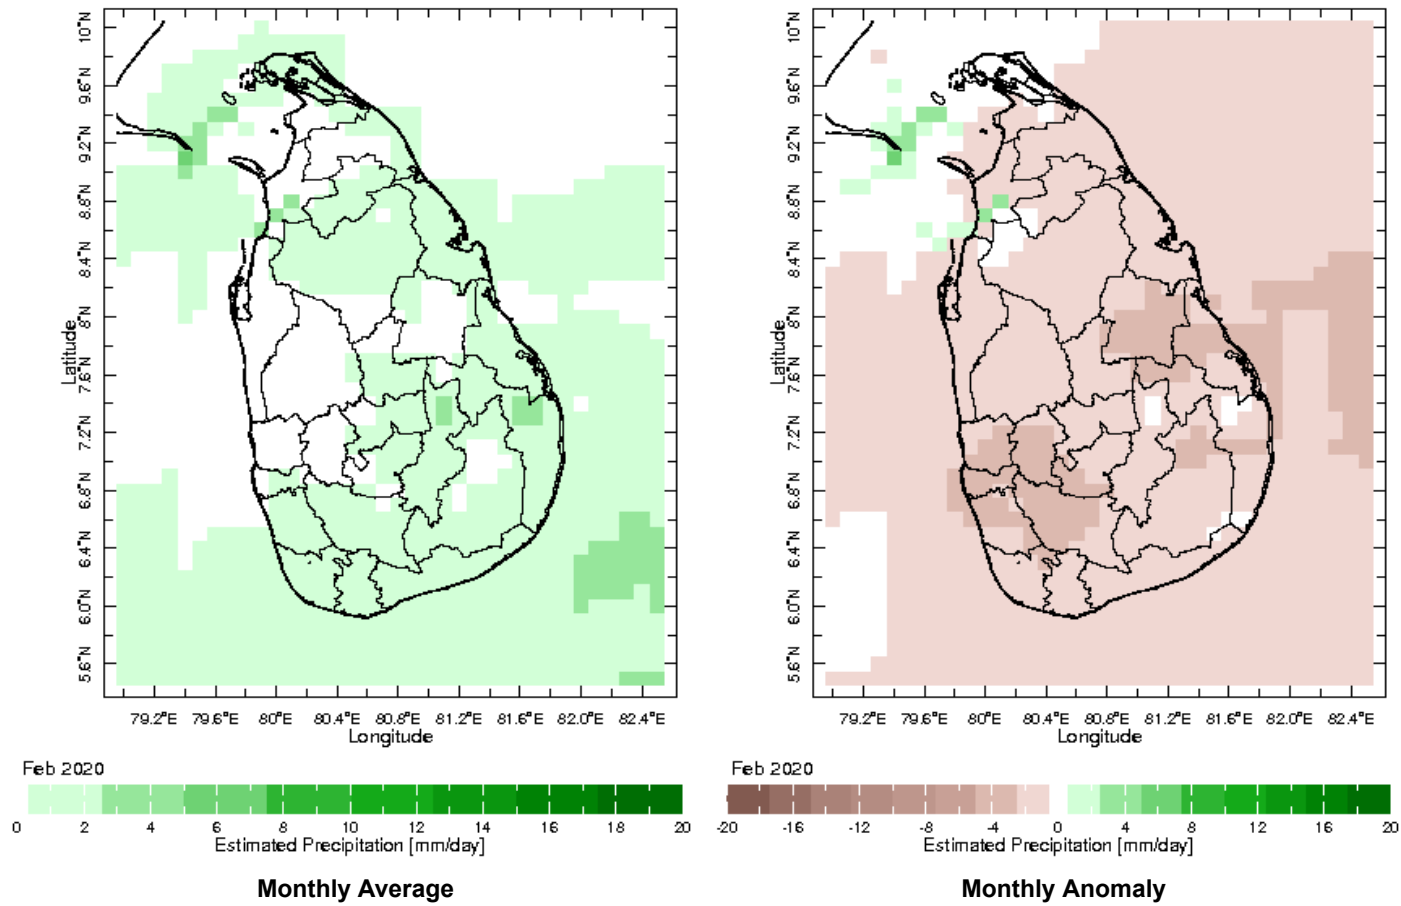 10°N
9.6°N
9.2°N
8.8°N
8.4°N
8°N
7.6°N
7.2°N
6.8°N
6.4°N
6.0°N
5.6°N
Latitude
79.2°E 79.6°E 80°E 80.4°E 80.8°E 81.2°E 81.6°E 82.0°E 82.4°E
Longitude
Feb 2020
0 2 4 6 8 10 12 14 16 20
Estimated Precipitation [mm/day]
Monthly Average
10°N
9.6°N
9.2°N
8.8°N
8.4°N
8°N
7.6°N
7.2°N
6.8°N
6.4°N
6.0°N
5.6°N
Latitude
79.2°E 79.6°E 80°E 80.4°E 80.8°E 81.2°E 81.6°E 82.0°E 82.4°E
Longitude
Feb 2020
-20 -16 -12 -8 -4 0 4 8 12 16 20
Estimated Precipitation [mm/day]
Monthly Anomaly